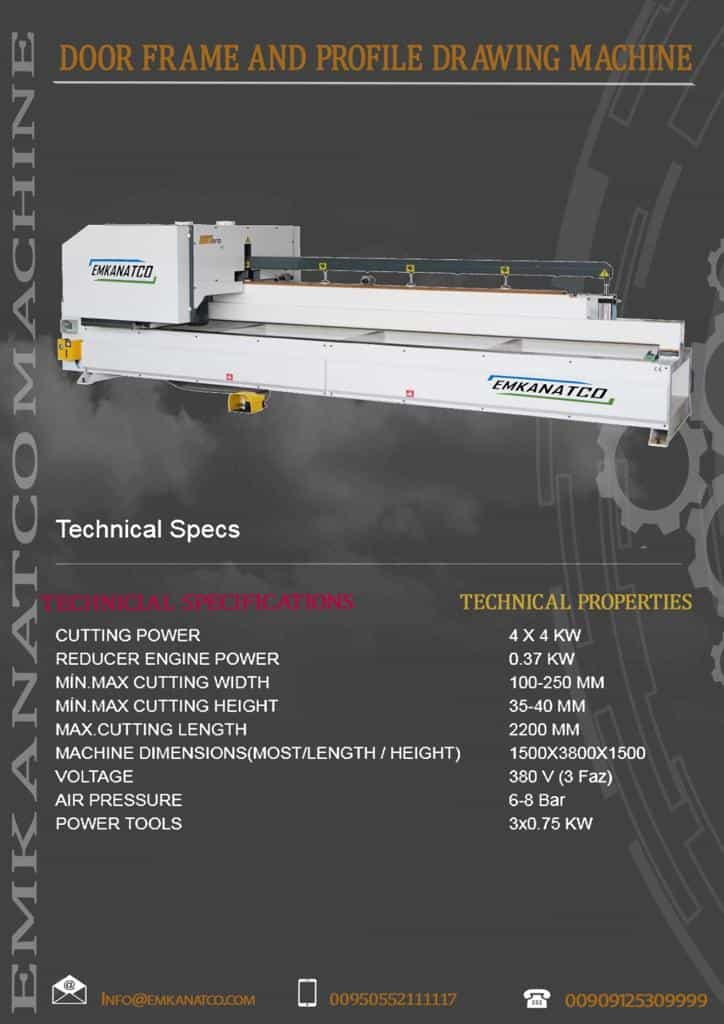 EMKANATCO MACHINE
DOOR FRAME AND PROFILE DRAWING MACHINE
EMKANATCO
EMKANATCO
Technical Specs
TECHNICIAL SPECIFICATIONS TECHNICAL PROPERTIES
CUTTING POWER 4 X 4 KW
REDUCER ENGINE POWER 0.37 KW
MİN.MAX CUTTING WIDTH 100-250 MM
MİN.MAX CUTTING HEIGHT 35-40 MM
MAX.CUTTING LENGTH 2200 MM
MACHINE DIMENSIONS(MOST/LENGTH / HEIGHT) 1500X3800X1500
VOLTAGE 380 V (3 Faz)
AIR PRESSURE 6-8 Bar
POWER TOOLS 3x0.75 KW
INFO@EMKANATCO.COM 00950552111117 00909125309999